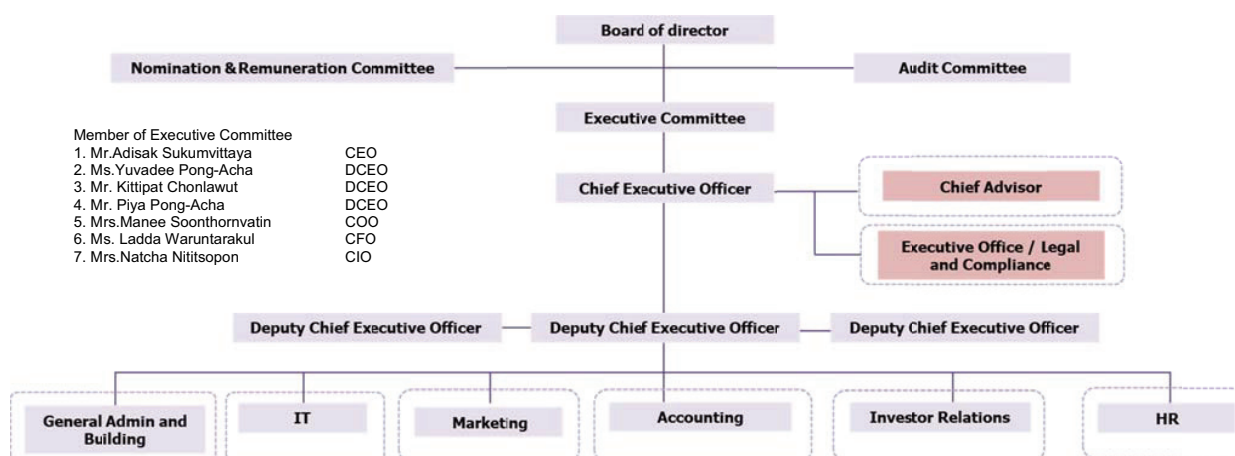 Board of director
Nomination & Remuneration Committee
Audit Committee
Executive Committee
Member of Executive Committee
1. Mr.Adisak Sukumvittaya CEO
2. Ms.Yuvadee Pong-Acha DCEO
3. Mr. Kittipat Chonlawut DCEO
4. Mr. Piya Pong-Acha DCEO
5. Mrs.Manee Soonthornvatin COO
6. Ms. Ladda Waruntarakul CFO
7. Mrs.Natcha Nititsopon CIO
Chief Executive Officer
Chief Advisor
Executive Office / Legal
and Compliance
Deputy Chief Executive Officer
Deputy Chief Executive Officer
Deputy Chief Executive Officer
General Admin and
Building
IT
Marketing
Accounting
Investor Relations
HR